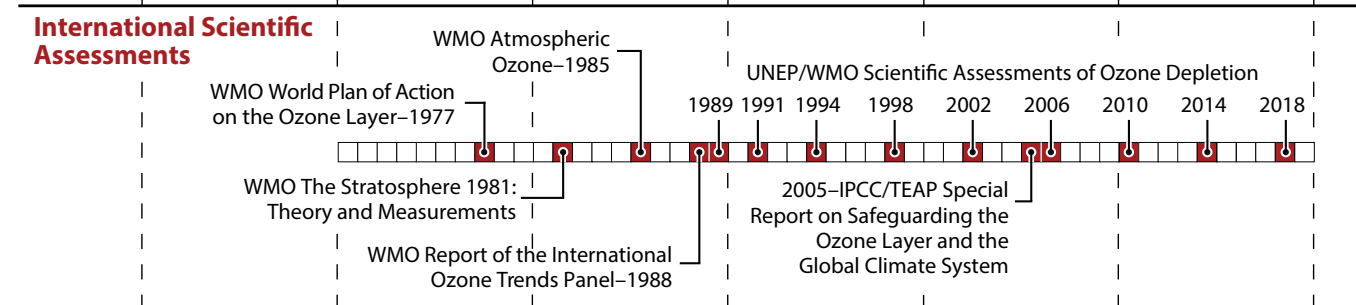 International Scientific
Assessments
WMO Atmospheric
Ozone–1985
UNEP/WMO Scientific Assessments of Ozone Depletion
WMO World Plan of Action
on the Ozone Layer–1977
1989 1991 1994 1998 2002 2006 2010 2014 2018
WMO The Stratosphere 1981:
Theory and Measurements
2005–IPCC/TEAP Special
Report on Safeguarding the
Ozone Layer and the
Global Climate System
WMO Report of the International
Ozone Trends Panel–1988